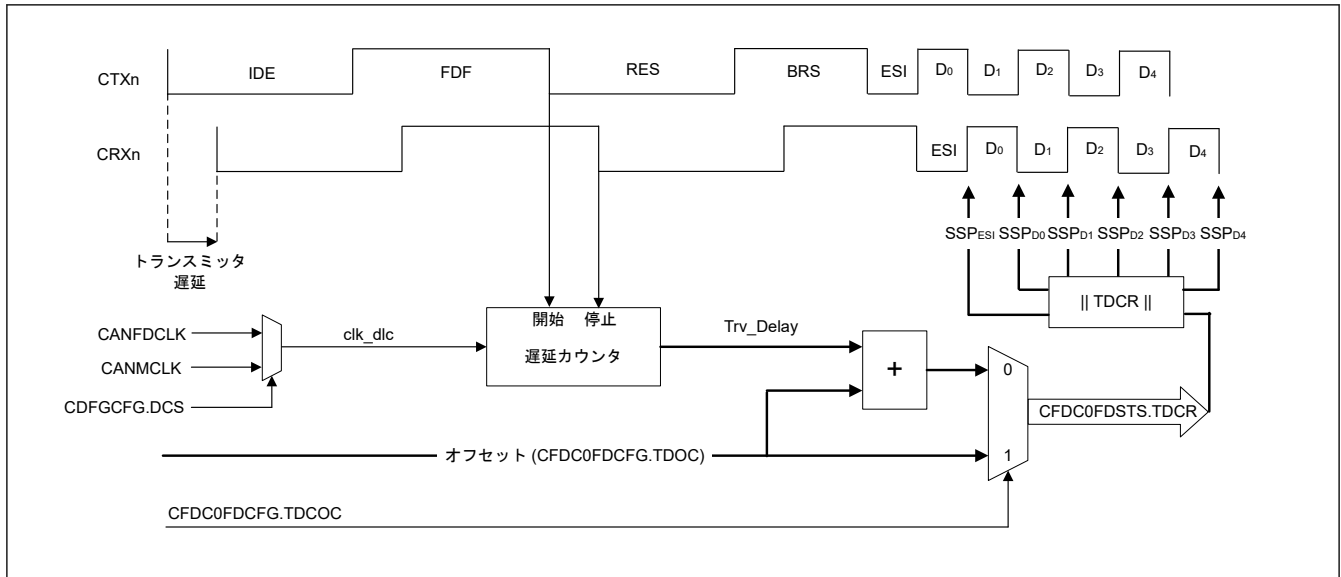 CTXn IDE FDF RES BRS ESI D0 D1 D2 D3 D4
CRXn ESI D0 D1 D2 D3 D4
SSPESI SSPD0 SSPD1 SSPD2 SSPD3 SSPD4
トランスミッタ
遅延
|| TDCR ||
開始 停止
遅延カウンタ
CANFDCLK
clk_dlc
Trv_Delay
CANMCLK
+
0
CDFGCFG.DCS
CFDC0FDSTS.TDCR
オフセット (CFDC0FDCFG.TDOC)
1
CFDC0FDCFG.TDCOC